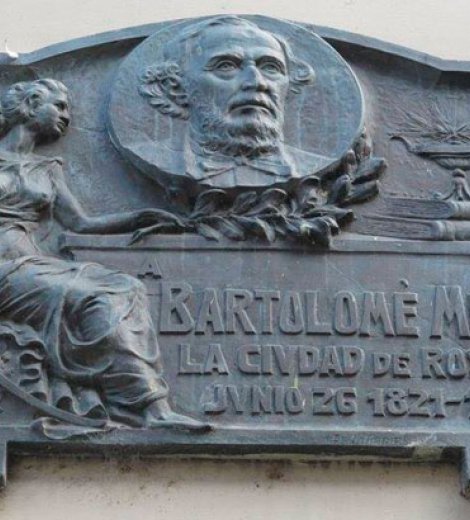 A
BARTOLOMÉ M
LA CIVDAD DE RO
JVNIO 26 1821-